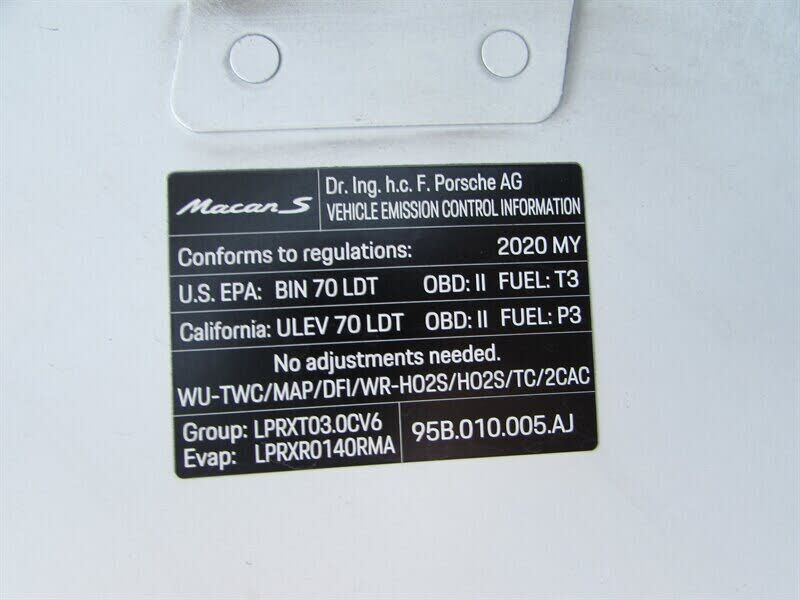 Macan S
Dr. Ing. h.c. F. Porsche AG
VEHICLE EMISSION CONTROL INFORMATION
Conforms to regulations: 2020 MY
U.S. EPA: BIN 70 LDT OBD: II FUEL: T3
California: ULEV 70 LDT OBD: II FUEL: P3
No adjustments needed.
WU-TWC/MAP/DFI/WR-HO2S/HO2S/TC/2CAC
Group: LPRXT03.0CV6
Evap: LPRXR0140RMA
95B.010.005.AJ